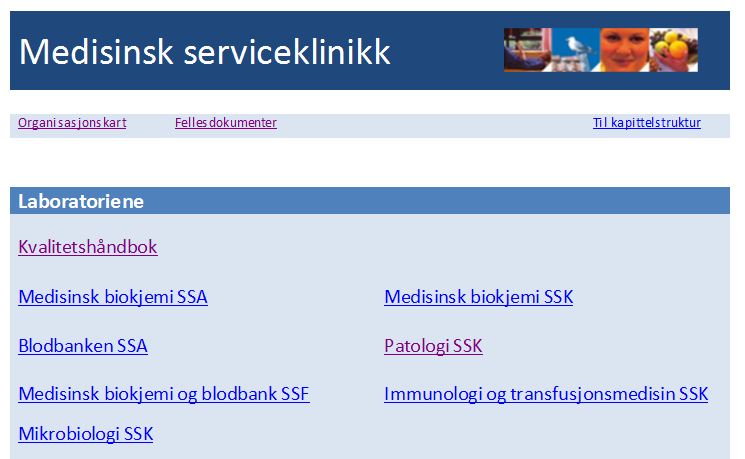 Medisinsk serviceklinikk
Organisasjonskart Fellesdokumenter Til kapittelstruktur
Laboratoriene
Kvalitetshåndbok
Medisinsk biokjemi SSA Medisinsk biokjemi SSK
Blodbanken SSA Patologi SSK
Medisinsk biokjemi og blodbank SSF Immunologi og transfusjonsmedisin SSK
Mikrobiologi SSK